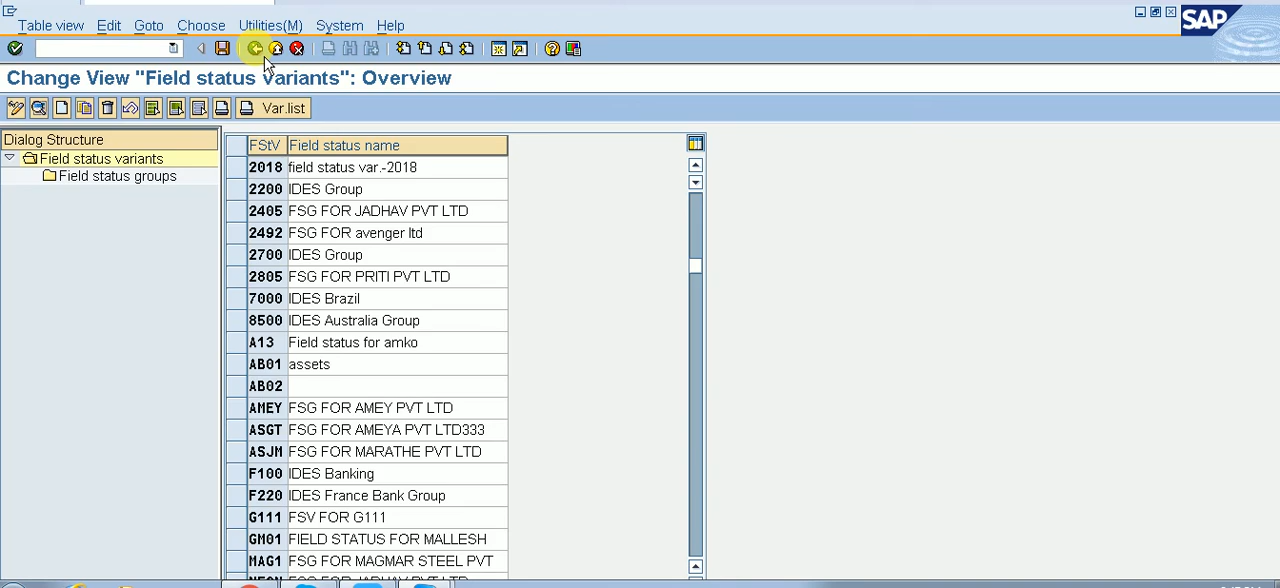 Table view Edit Goto Choose Utilities(M) System Help
SAP
Change View "Field status variants": Overview
Var.list
Dialog Structure
Field status variants
Field status groups
FStV Field status name
2018 field status var.-2018
2200 IDES Group
2405 FSG FOR JADHAV PVT LTD
2492 FSG FOR avenger ltd
2700 IDES Group
2805 FSG FOR PRITI PVT LTD
7000 IDES Brazil
8500 IDES Australia Group
A13 Field status for amko
AB01 assets
AB02
AMEY FSG FOR AMEY PVT LTD
ASGT FSG FOR AMEYA PVT LTD333
ASJM FSG FOR MARATHE PVT LTD
F100 IDES Banking
F220 IDES France Bank Group
G111 FSV FOR G111
GM01 FIELD STATUS FOR MALLESH
MAG1 FSG FOR MAGMAR STEEL PVT